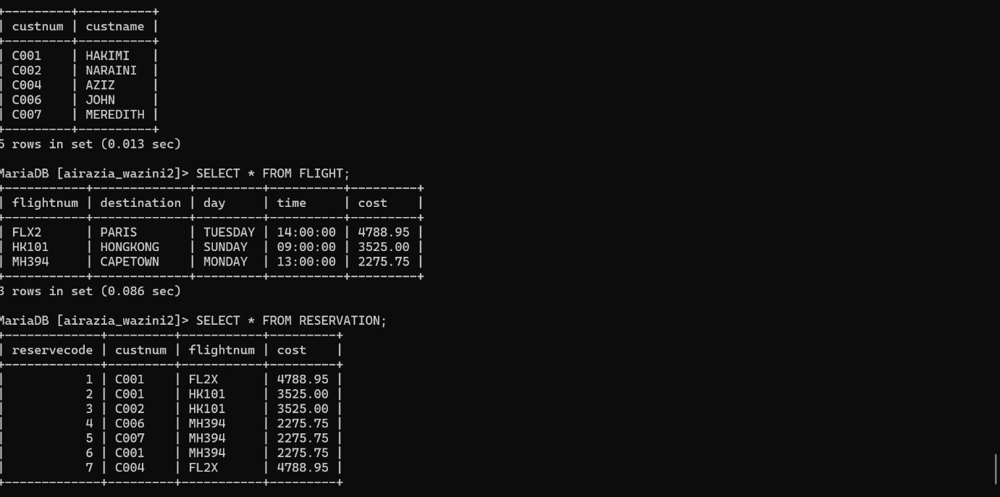 +---------+----------+
| custnum | custname |
+---------+----------+
| C001    | HAKIMI   |
| C002    | NARAINI  |
| C004    | AZIZ     |
| C006    | JOHN     |
| C007    | MEREDITH |
+---------+----------+
5 rows in set (0.013 sec)

MariaDB [airazia_wazini2]> SELECT * FROM FLIGHT;
+-----------+-------------+---------+----------+---------+
| flightnum | destination | day     | time     | cost    |
+-----------+-------------+---------+----------+---------+
| FLX2      | PARIS       | TUESDAY | 14:00:00 | 4788.95 |
| HK101     | HONGKONG    | SUNDAY  | 09:00:00 | 3525.00 |
| MH394     | CAPETOWN    | MONDAY  | 13:00:00 | 2275.75 |
+-----------+-------------+---------+----------+---------+
3 rows in set (0.086 sec)

MariaDB [airazia_wazini2]> SELECT * FROM RESERVATION;
+-------------+---------+-----------+---------+
| reservecode | custnum | flightnum | cost    |
+-------------+---------+-----------+---------+
|           1 | C001    | FL2X      | 4788.95 |
|           2 | C001    | HK101     | 3525.00 |
|           3 | C002    | HK101     | 3525.00 |
|           4 | C006    | MH394     | 2275.75 |
|           5 | C007    | MH394     | 2275.75 |
|           6 | C001    | MH394     | 2275.75 |
|           7 | C004    | FL2X      | 4788.95 |
+-------------+---------+-----------+---------+